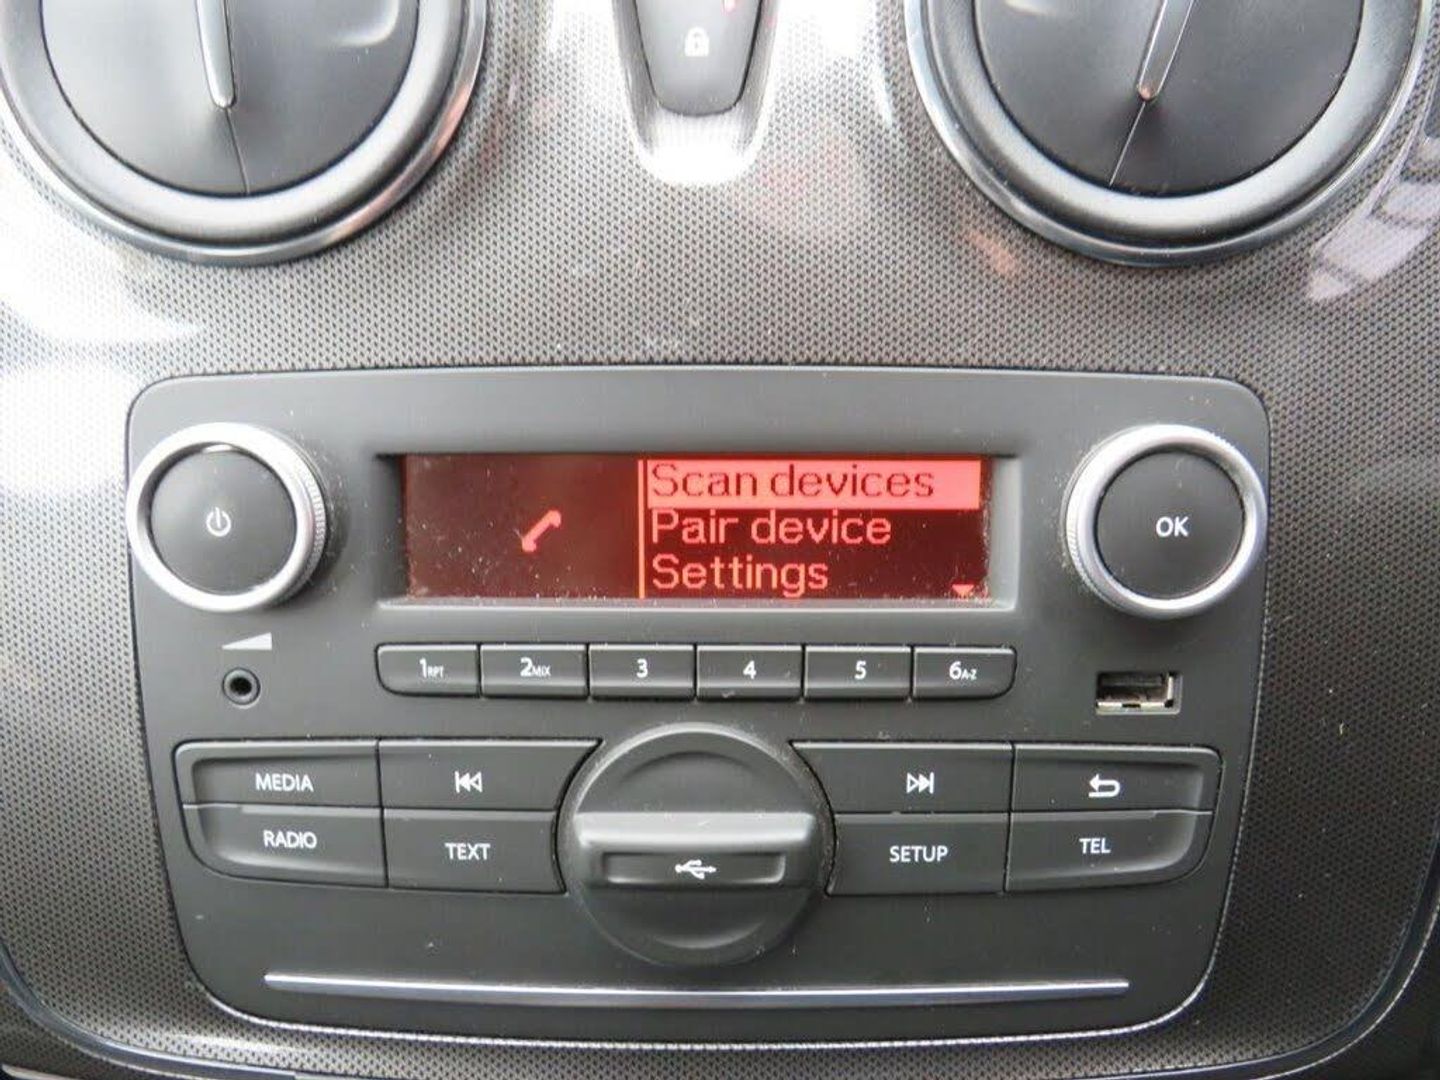 Scan devices
Pair device
Settings
OK
1RPT 2MIX 3 4 5 6A-Z
MEDIA
RADIO TEXT SETUP TEL